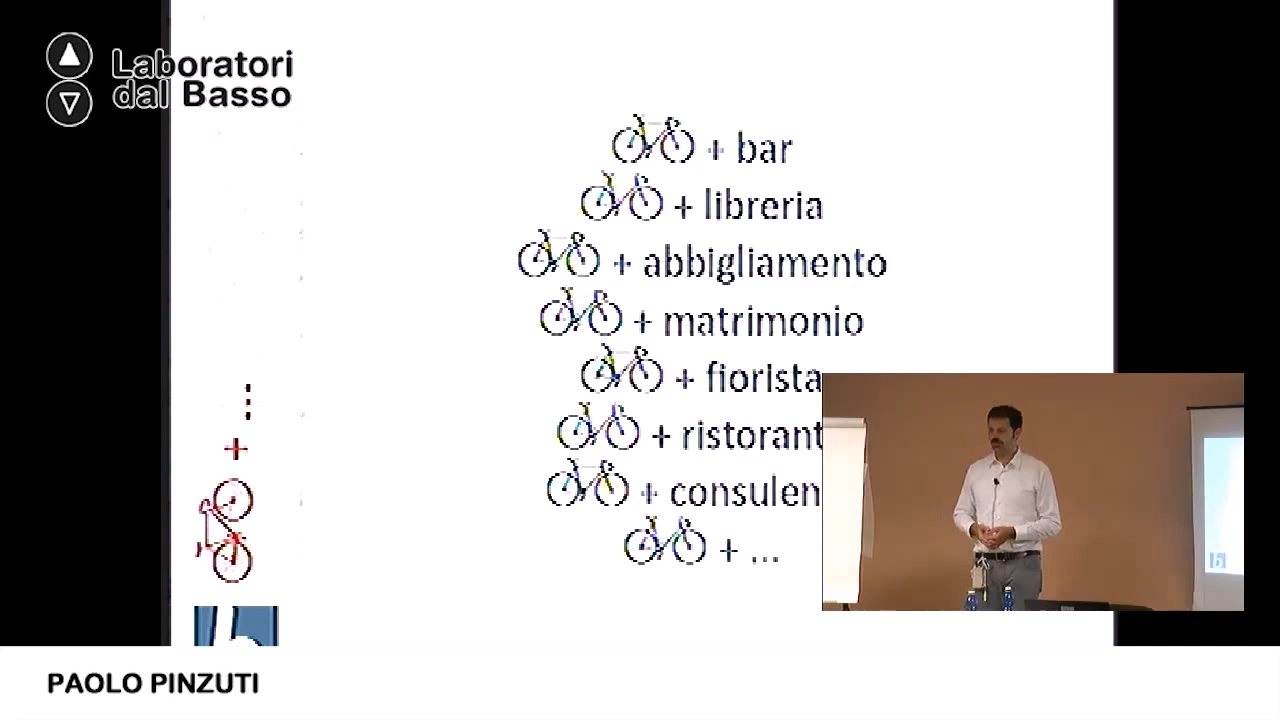 Laboratori
dal Basso
+ bar
+ libreria
+ abbigliamento
+ matrimonio
+ fiorista
+ ristorant
+ consulen
+ ...
... +
b
PAOLO PINZUTI